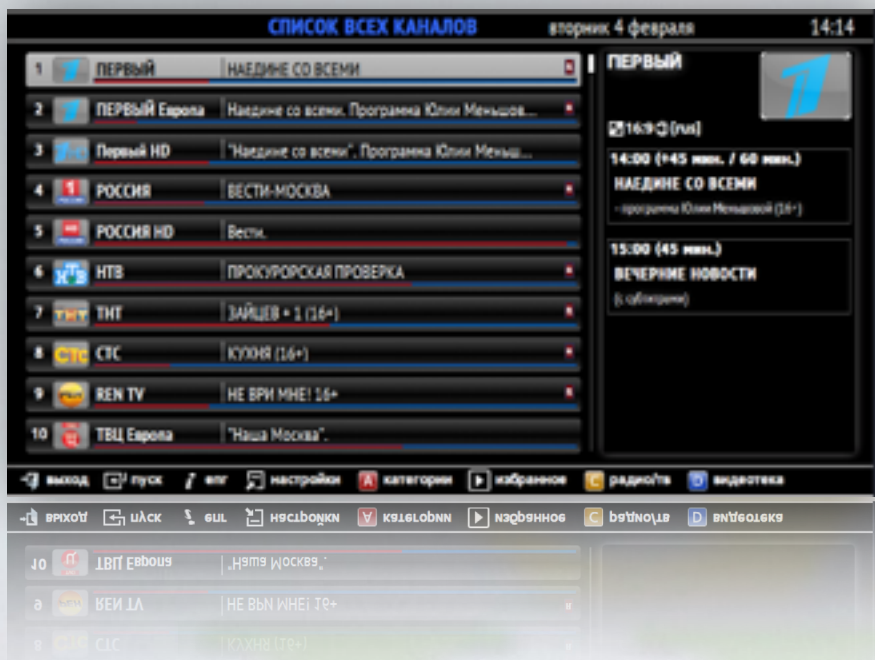 СПИСОК ВСЕХ КАНАЛОВ вторник 4 февраля 14:14
1 ПЕРВЫЙ НАЕДИНЕ СО ВСЕМИ
2 ПЕРВЫЙ Европа Наедине со всеми. Программа Юлии Меньшов...
3 Первый HD "Наедине со всеми". Программа Юлии Меньш...
4 РОССИЯ ВЕСТИ-МОСКВА
5 РОССИЯ HD Вести.
6 НТВ НТВ ПРОКУРОРСКАЯ ПРОВЕРКА
7 ТНТ ТНТ ЗАЙЦЕВ + 1 (16+)
8 СТС СТС КУХНЯ (16+)
9 REN TV НЕ ВРИ МНЕ! 16+
10 ТВЦ Европа "Наша Москва".
ПЕРВЫЙ
16:9 [rus]
14:00 (+45 мин. / 60 мин.)
НАЕДИНЕ СО ВСЕМИ
- программа Юлии Меньшовой (16+)
15:00 (45 мин.)
ВЕЧЕРНИЕ НОВОСТИ
(с субтитрами)
выход пуск i епг настройки A категории избранное C радио/тв D видеотека